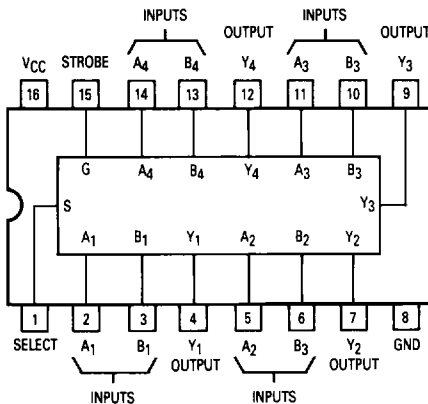 INPUTS INPUTS
OUTPUT OUTPUT
VCC STROBE A4 B4 Y4 A3 B3 Y3
16 15 14 13 12 11 10 9
G A4 B4 Y4 A3 B3
S Y3
A1 B1 Y1 A2 B2 Y2
1 2 3 4 5 6 7 8
SELECT A1 B1 Y1 A2 B3 Y2 GND
OUTPUT OUTPUT
INPUTS INPUTS